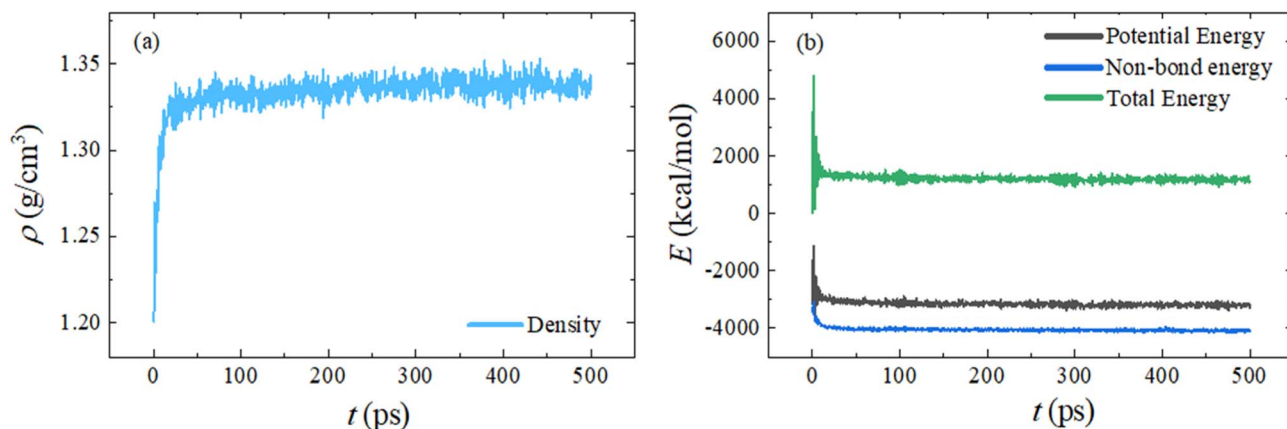 (a)
1.35
1.30
1.25
1.20
ρ (g/cm³)
Density
0 100 200 300 400 500
t (ps)
(b)
Potential Energy
Non-bond energy
Total Energy
6000
4000
2000
0
-2000
-4000
E (kcal/mol)
0 100 200 300 400 500
t (ps)